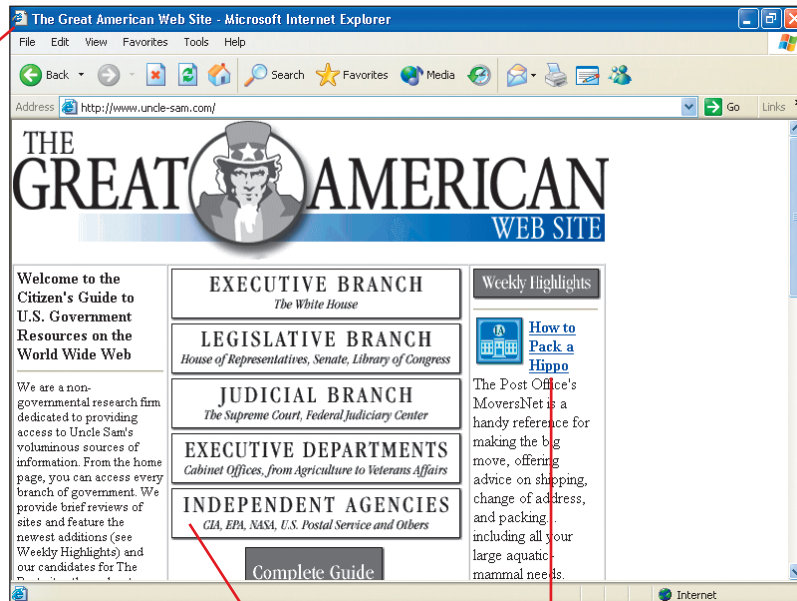 The Great American Web Site - Microsoft Internet Explorer
File Edit View Favorites Tools Help
Back Search Favorites Media
Address http://www.uncle-sam.com/ Go Links
THE
GREAT AMERICAN
WEB SITE
Welcome to the
Citizen's Guide to
U.S. Government
Resources on the
World Wide Web
We are a non-
governmental research firm
dedicated to providing
access to Uncle Sam's
voluminous sources of
information. From the home
page, you can access every
branch of government. We
provide brief reviews of
sites and feature the
newest additions (see
Weekly Highlights) and
our candidates for The
EXECUTIVE BRANCH
The White House
LEGISLATIVE BRANCH
House of Representatives, Senate, Library of Congress
JUDICIAL BRANCH
The Supreme Court, Federal Judiciary Center
EXECUTIVE DEPARTMENTS
Cabinet Offices, from Agriculture to Veterans Affairs
INDEPENDENT AGENCIES
CIA, EPA, NASA, U.S. Postal Service and Others
Complete Guide
Weekly Highlights
How to
Pack a
Hippo
The Post Office's
MoversNet is a
handy reference for
making the big
move, offering
advice on shipping,
change of address,
and packing...
including all your
large aquatic-
mammal needs.
Internet